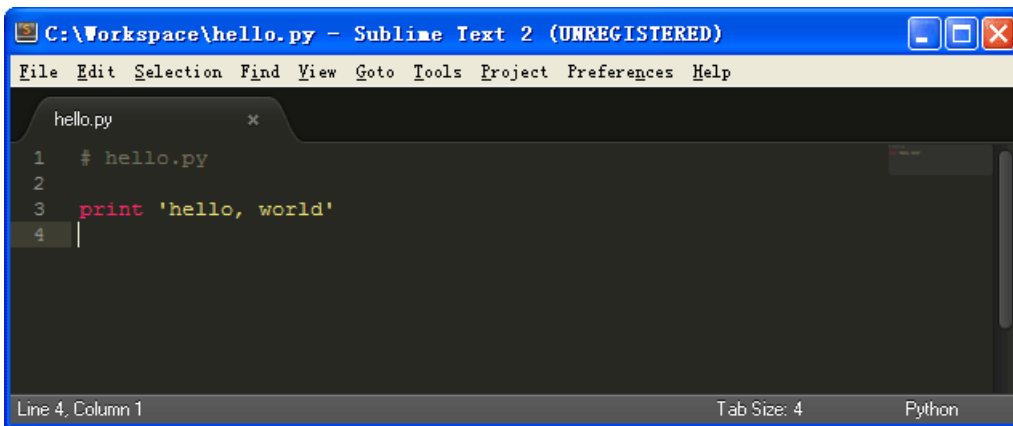 C:\Workspace\hello.py - Sublime Text 2 (UNREGISTERED)
File Edit Selection Find View Goto Tools Project Preferences Help
hello.py ×
1 # hello.py
2
3 print 'hello, world'
4
Line 4, Column 1 Tab Size: 4 Python